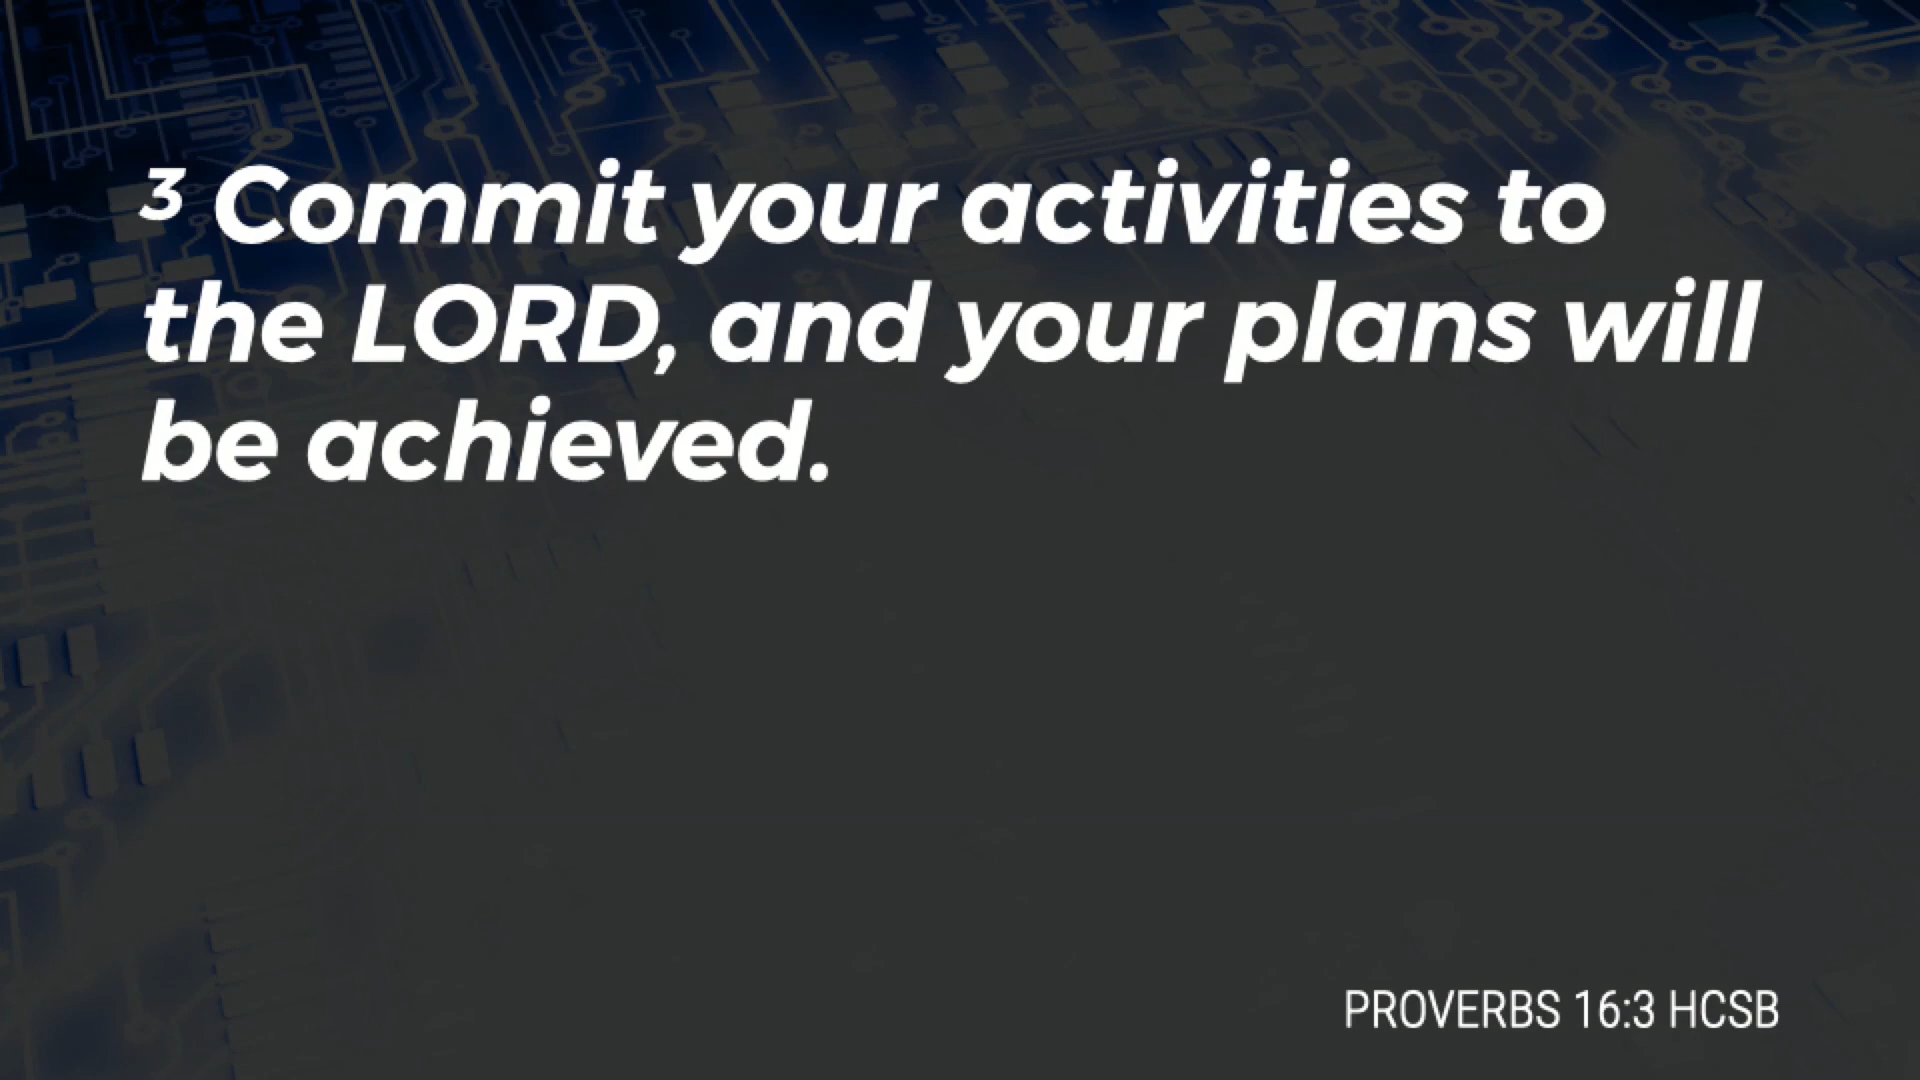 ³ Commit your activities to
the LORD, and your plans will
be achieved.
PROVERBS 16:3 HCSB